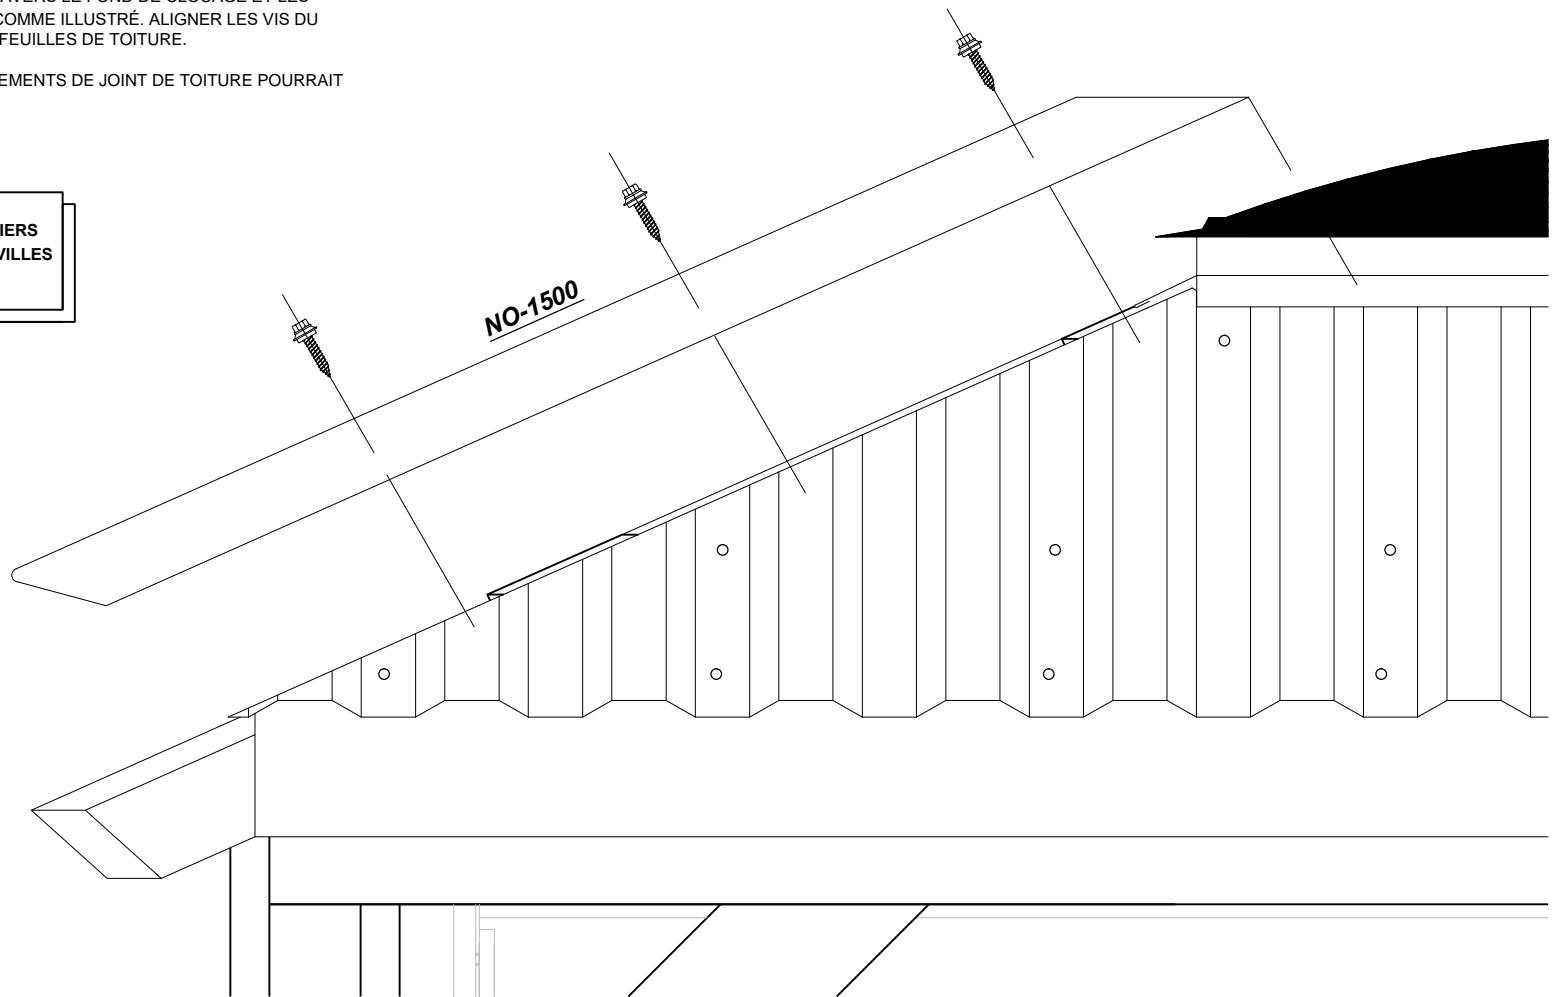 COMME ILLUSTRÉ. ALIGNER LES VIS DU
FEUILLES DE TOITURE.
EMENTS DE JOINT DE TOITURE POURRAIT
IERS
VILLES
NO-1500